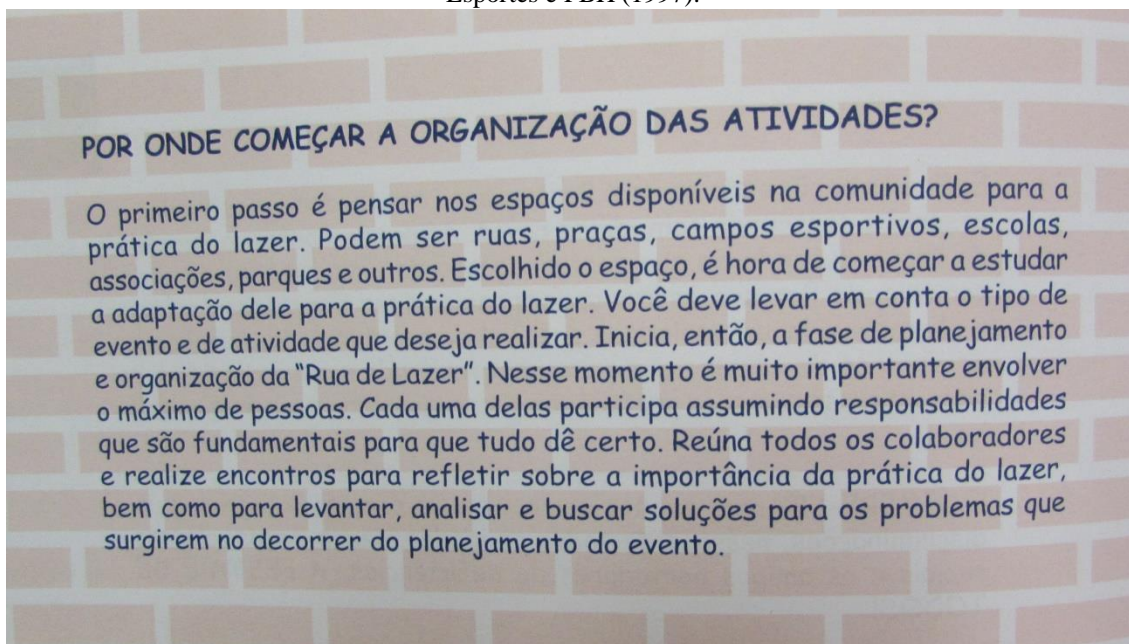 Esportes e PBH (1997).
POR ONDE COMEÇAR A ORGANIZAÇÃO DAS ATIVIDADES?
O primeiro passo é pensar nos espaços disponíveis na comunidade para a
prática do lazer. Podem ser ruas, praças, campos esportivos, escolas,
associações, parques e outros. Escolhido o espaço, é hora de começar a estudar
a adaptação dele para a prática do lazer. Você deve levar em conta o tipo de
evento e de atividade que deseja realizar. Inicia, então, a fase de planejamento
e organização da "Rua de Lazer". Nesse momento é muito importante envolver
o máximo de pessoas. Cada uma delas participa assumindo responsabilidades
que são fundamentais para que tudo dê certo. Reúna todos os colaboradores
e realize encontros para refletir sobre a importância da prática do lazer,
bem como para levantar, analisar e buscar soluções para os problemas que
surgirem no decorrer do planejamento do evento.